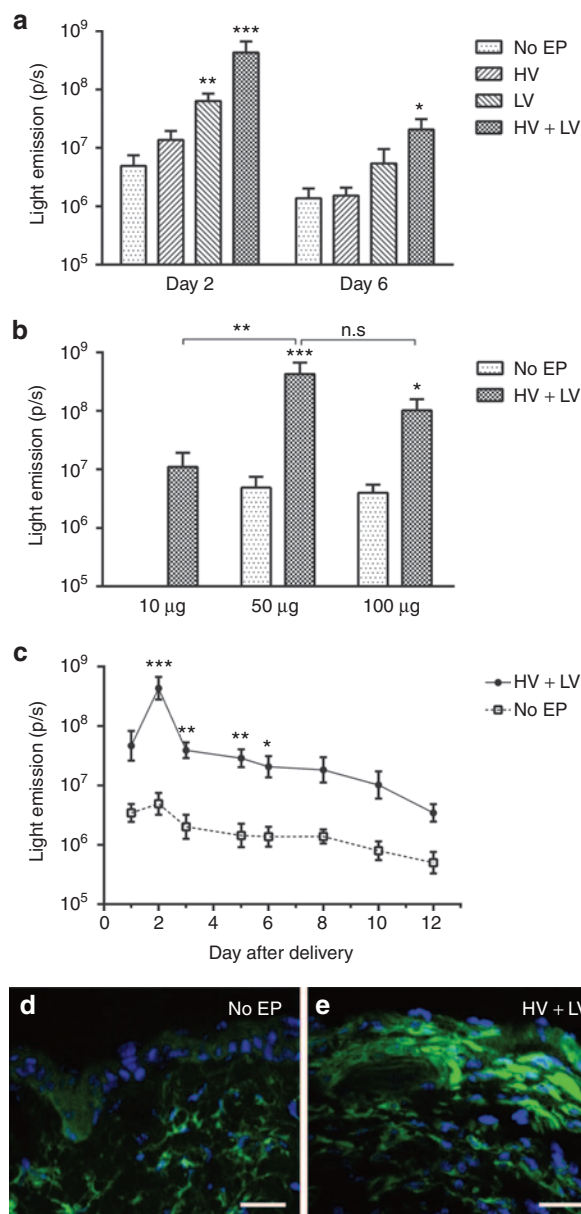 a
10⁹
10⁸
10⁷
10⁶
10⁵
Light emission (p/s)
** ***
*
Day 2 Day 6
No EP
HV
LV
HV + LV
b
** n.s
10⁹
10⁸
10⁷
10⁶
10⁵
Light emission (p/s)
***
*
10 μg 50 μg 100 μg
No EP
HV + LV
c
10⁹
10⁸
10⁷
10⁶
10⁵
Light emission (p/s)
***
** ** *
0 2 4 6 8 10 12
Day after delivery
HV + LV
No EP
d No EP
e HV + LV